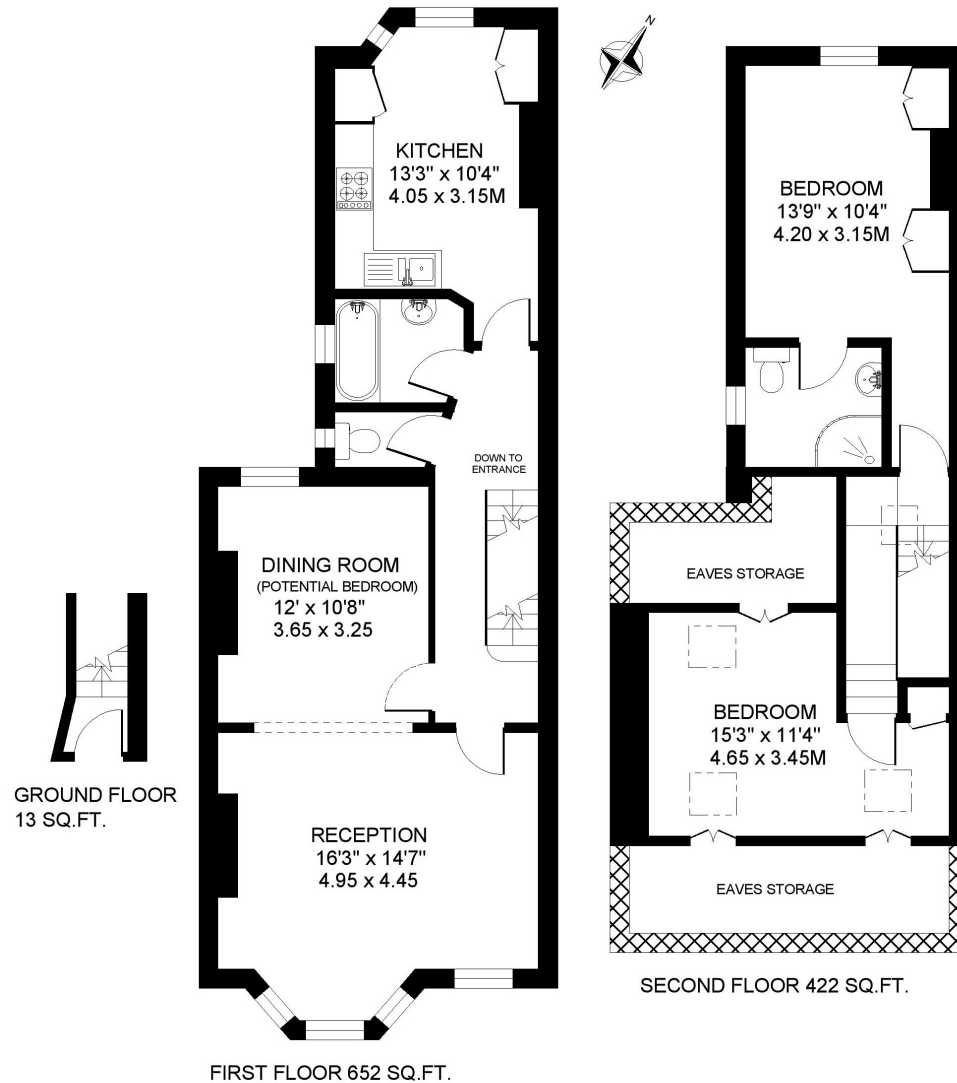 N
KITCHEN
13'3" x 10'4"
4.05 x 3.15M
BEDROOM
13'9" x 10'4"
4.20 x 3.15M
DOWN TO
ENTRANCE
DINING ROOM
(POTENTIAL BEDROOM)
12' x 10'8"
3.65 x 3.25
EAVES STORAGE
BEDROOM
15'3" x 11'4"
4.65 x 3.45M
GROUND FLOOR
13 SQ.FT.
RECEPTION
16'3" x 14'7"
4.95 x 4.45
EAVES STORAGE
SECOND FLOOR 422 SQ.FT.
FIRST FLOOR 652 SQ.FT.